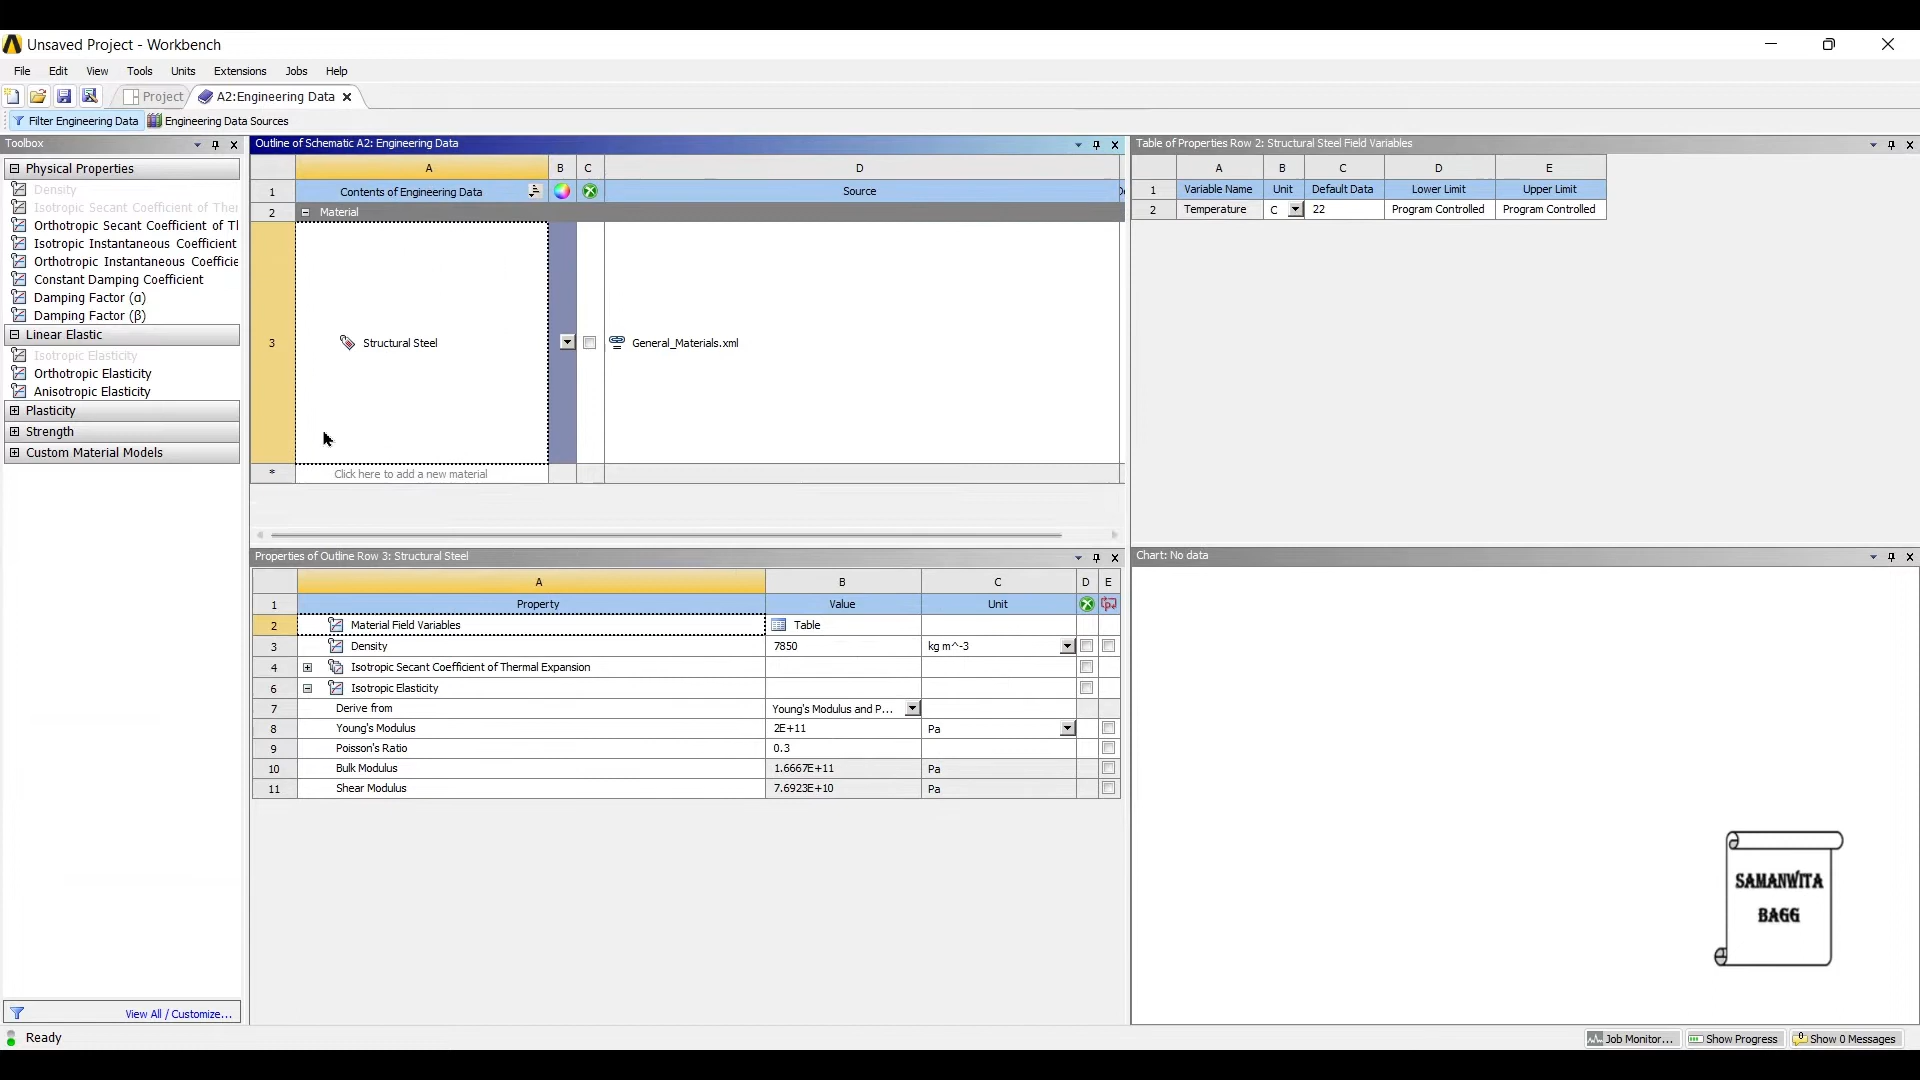 Unsaved Project - Workbench
File Edit View Tools Units Extensions Jobs Help
Project A2:Engineering Data
Filter Engineering Data Engineering Data Sources
Toolbox
Physical Properties
Density
Isotropic Secant Coefficient of Ther
Orthotropic Secant Coefficient of Tl
Isotropic Instantaneous Coefficient
Orthotropic Instantaneous Coefficie
Constant Damping Coefficient
Damping Factor (α)
Damping Factor (β)
Linear Elastic
Isotropic Elasticity
Orthotropic Elasticity
Anisotropic Elasticity
Plasticity
Strength
Custom Material Models
View All / Customize...
Outline of Schematic A2: Engineering Data
A B C D
1 Contents of Engineering Data Source
2 Material
3 Structural Steel General_Materials.xml
* Click here to add a new material
Properties of Outline Row 3: Structural Steel
A B C D E
1 Property Value Unit
2 Material Field Variables Table
3 Density 7850 kg m^-3
4 Isotropic Secant Coefficient of Thermal Expansion
6 Isotropic Elasticity
7 Derive from Young's Modulus and P...
8 Young's Modulus 2E+11 Pa
9 Poisson's Ratio 0.3
10 Bulk Modulus 1.6667E+11 Pa
11 Shear Modulus 7.6923E+10 Pa
Table of Properties Row 2: Structural Steel Field Variables
A B C D E
1 Variable Name Unit Default Data Lower Limit Upper Limit
2 Temperature C 22 Program Controlled Program Controlled
Chart: No data
SAMANWITA
BAGG
Ready
Job Monitor... Show Progress Show 0 Messages